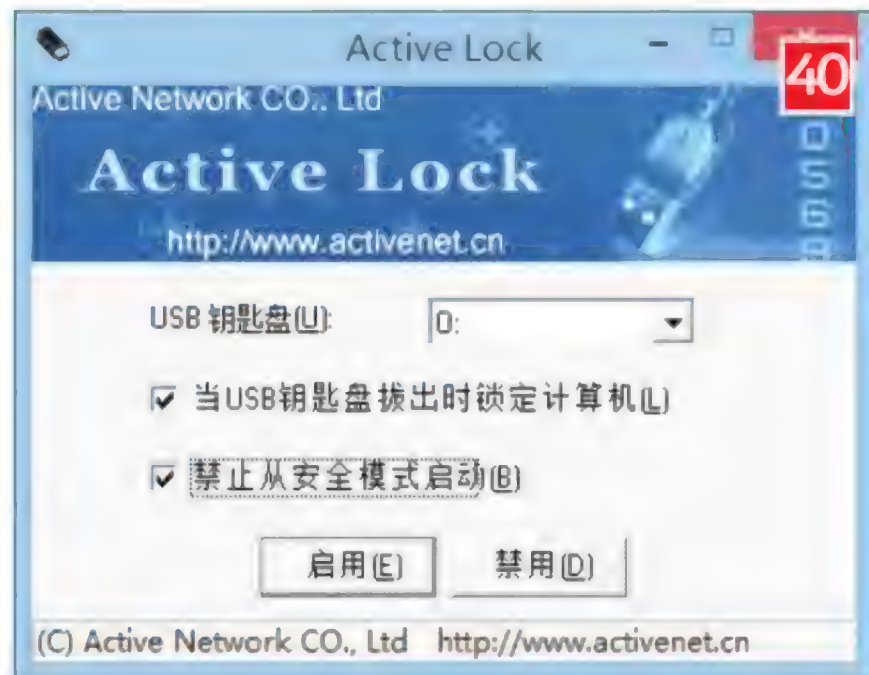 Active Lock
40
Active Network CO., Ltd
Active Lock
http://www.activenet.cn
USB 钥匙盘(U):
O:
当USB钥匙盘拔出时锁定计算机(L)
禁止从安全模式启动(B)
启用(E) 禁用(D)
(C) Active Network CO., Ltd http://www.activenet.cn